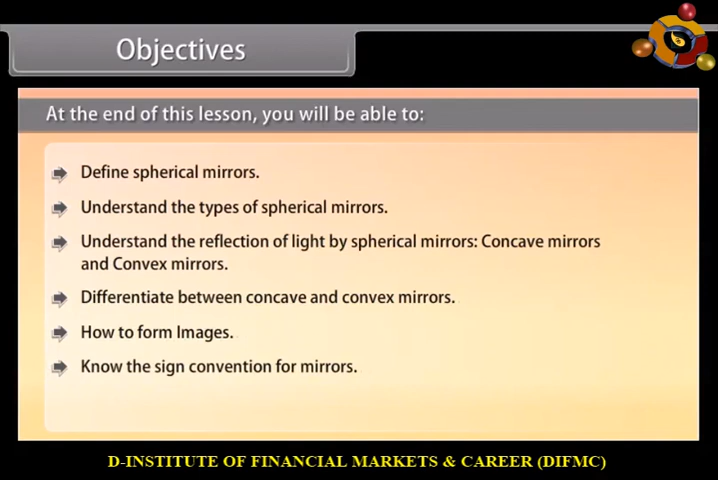 Objectives
At the end of this lesson, you will be able to:
Define spherical mirrors.
Understand the types of spherical mirrors.
Understand the reflection of light by spherical mirrors: Concave mirrors
and Convex mirrors.
Differentiate between concave and convex mirrors.
How to form Images.
Know the sign convention for mirrors.
D-INSTITUTE OF FINANCIAL MARKETS & CAREER (DIFMC)